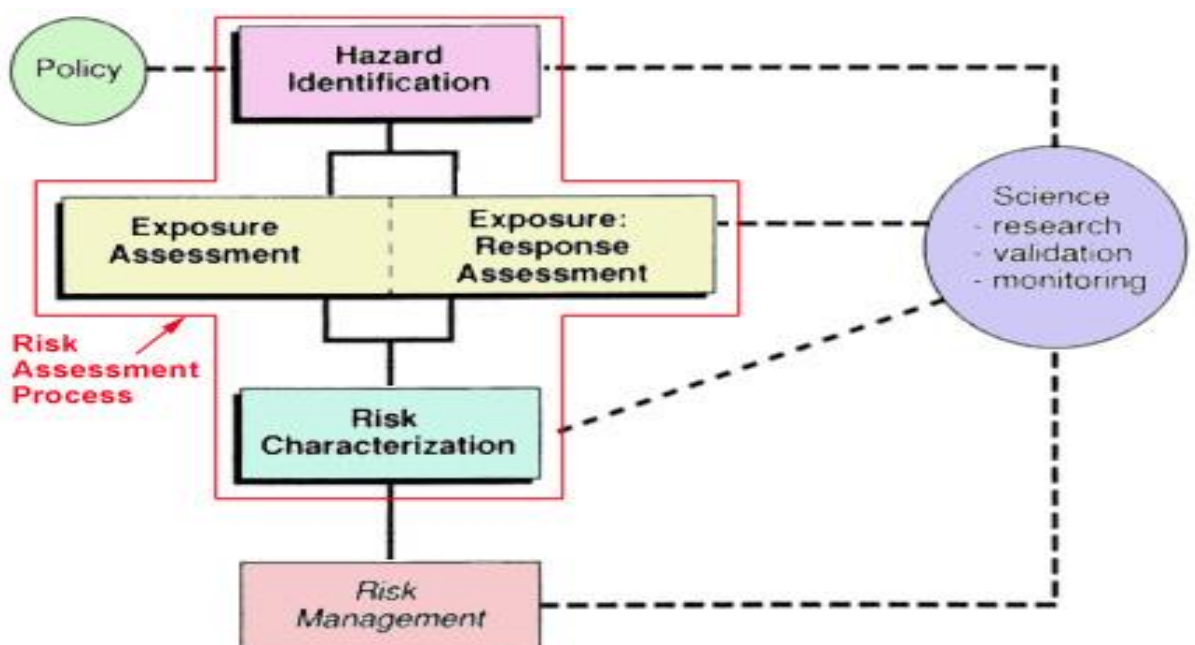 Policy
Hazard
Identification
Exposure
Assessment
Exposure:
Response
Assessment
Science
- research
- validation
- monitoring
Risk
Assessment
Process
Risk
Characterization
Risk
Management